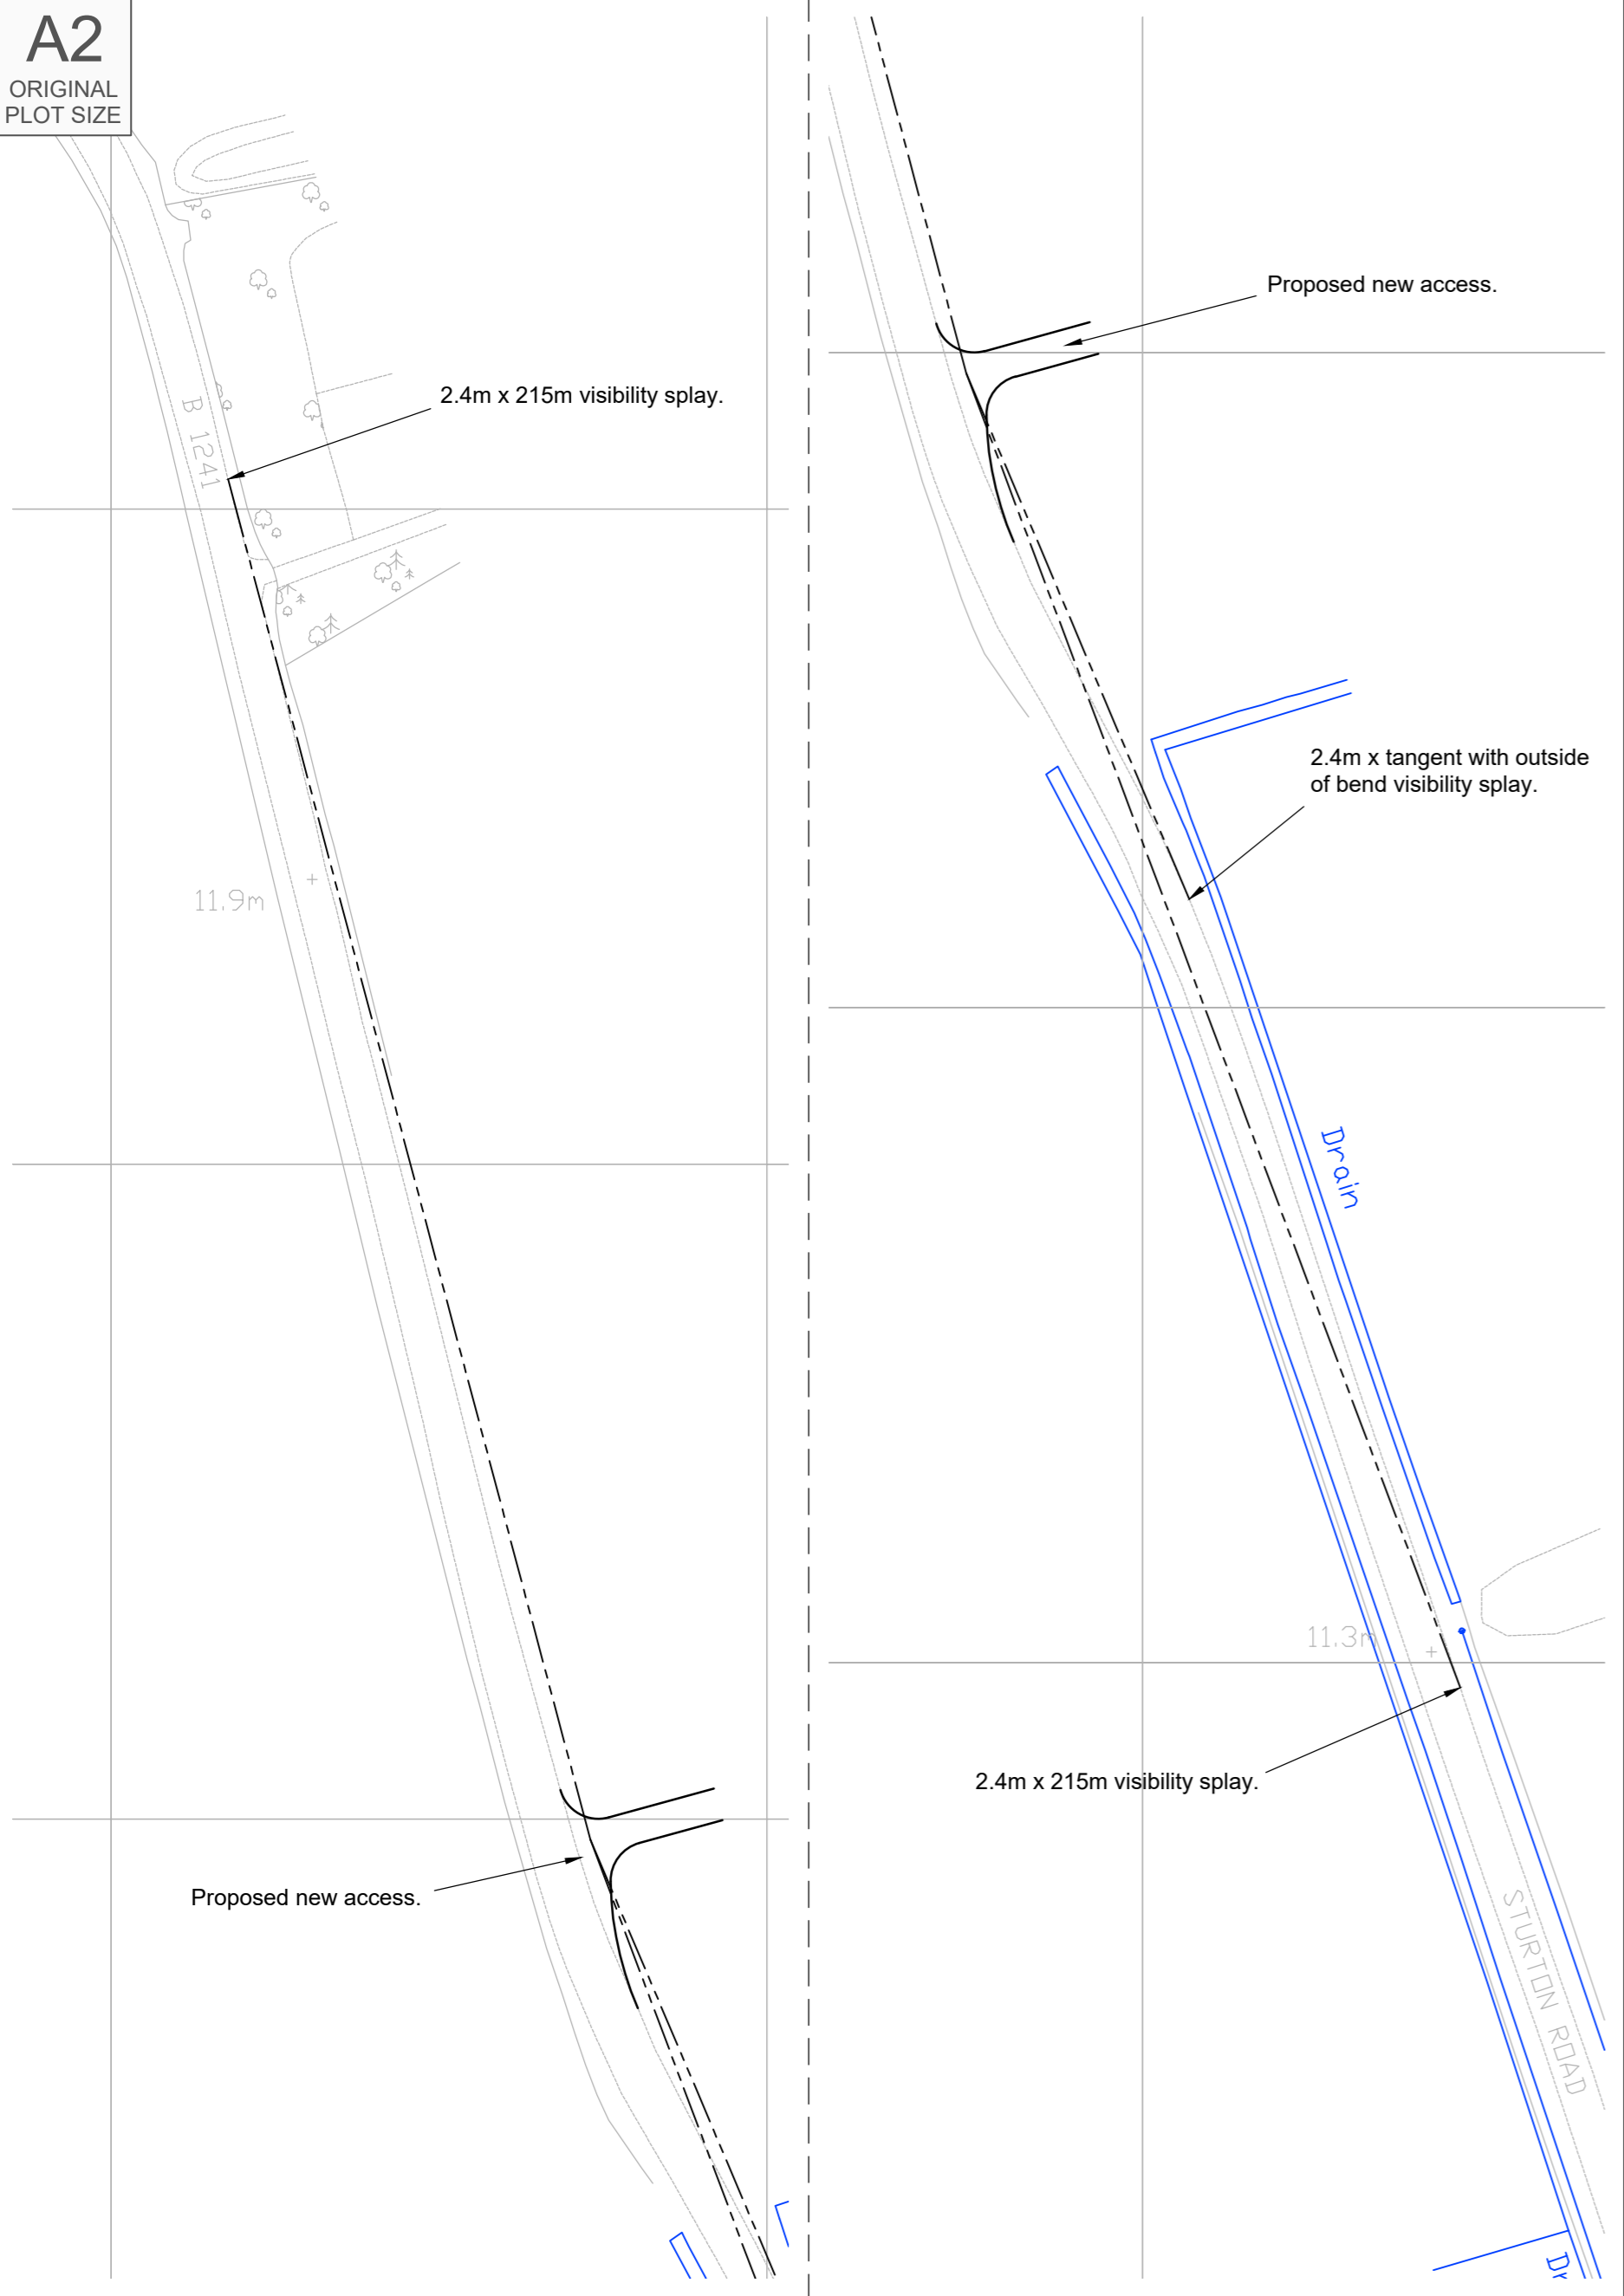 A2
ORIGINAL
PLOT SIZE
B 1241
2.4m x 215m visibility splay.
11.9m
Proposed new access.
Proposed new access.
2.4m x tangent with outside
of bend visibility splay.
Drain
11.3m
2.4m x 215m visibility splay.
STURTON ROAD
Dr